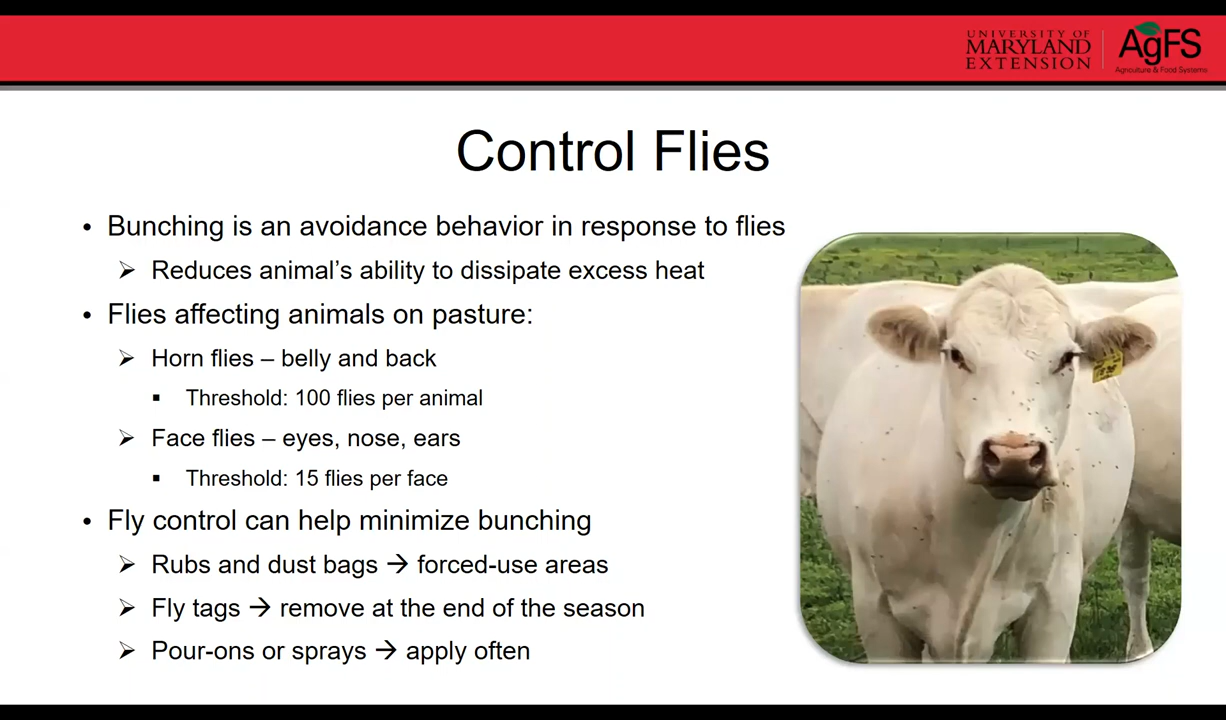 UNIVERSITY OF
MARYLAND
EXTENSION
AgFS
Agriculture & Food Systems
Control Flies
• Bunching is an avoidance behavior in response to flies
➢ Reduces animal’s ability to dissipate excess heat
• Flies affecting animals on pasture:
➢ Horn flies – belly and back
▪ Threshold: 100 flies per animal
➢ Face flies – eyes, nose, ears
▪ Threshold: 15 flies per face
• Fly control can help minimize bunching
➢ Rubs and dust bags → forced-use areas
➢ Fly tags → remove at the end of the season
➢ Pour-ons or sprays → apply often